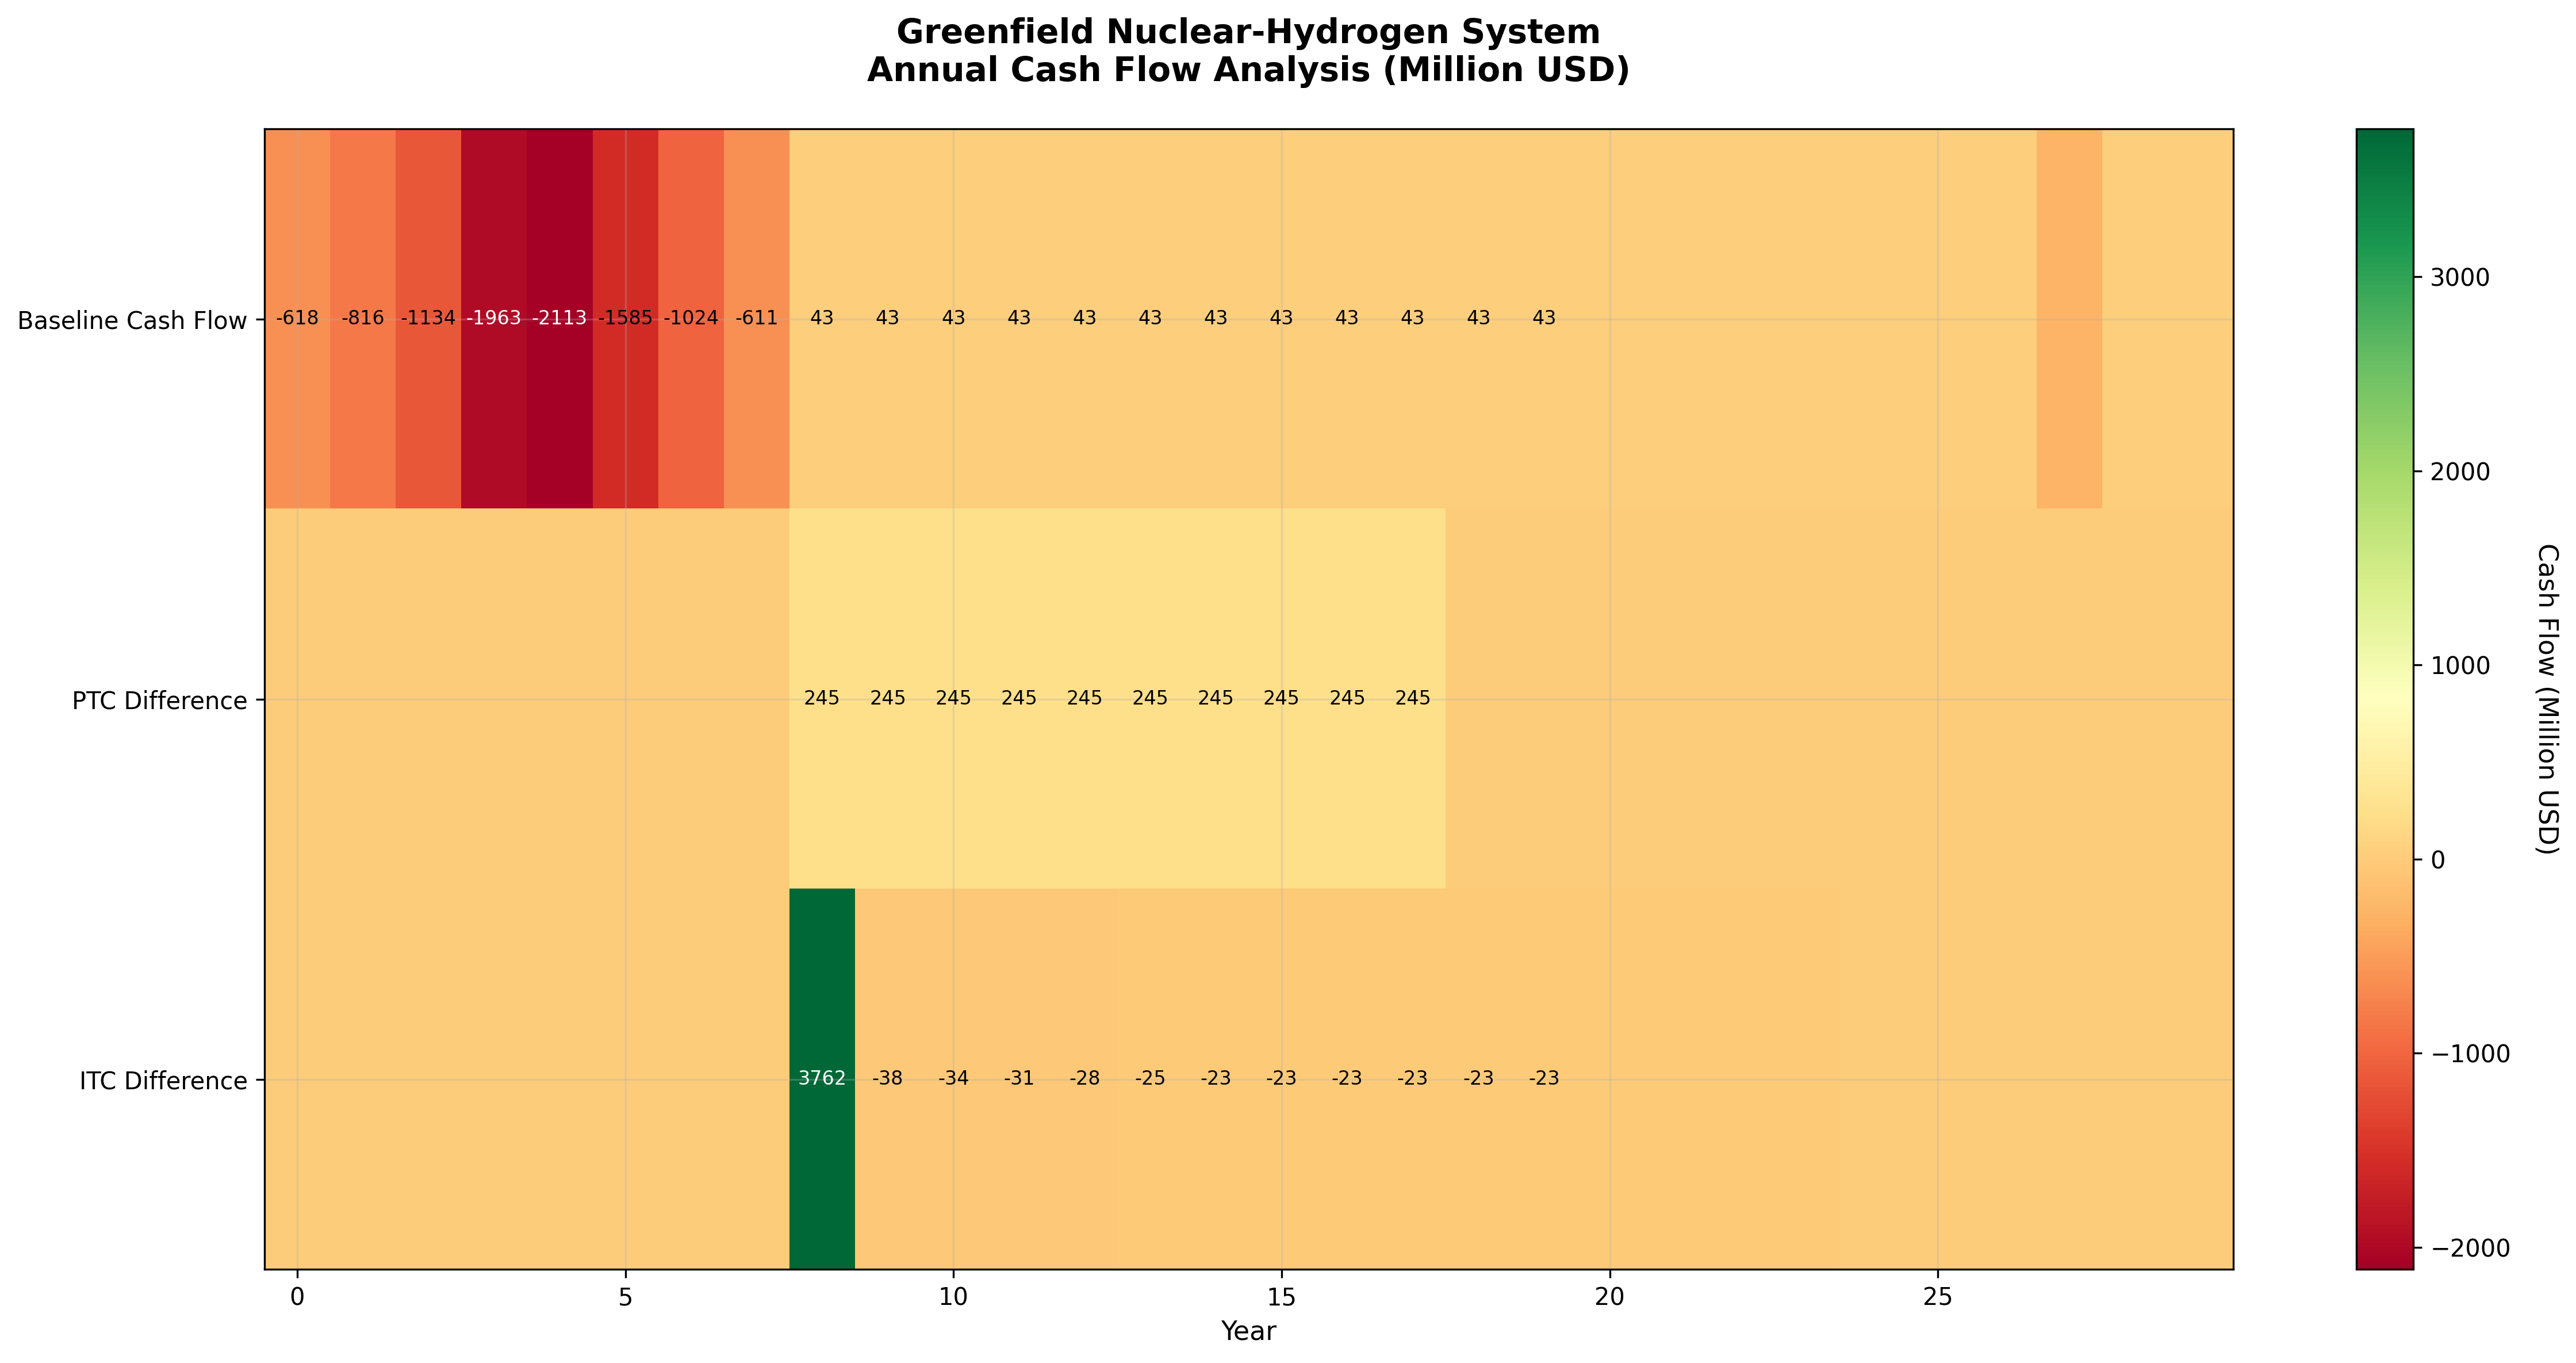 Greenfield Nuclear-Hydrogen System
Annual Cash Flow Analysis (Million USD)
Baseline Cash Flow
-618 -816 -1134 -1963 -2113 -1585 -1024 -611 43 43 43 43 43 43 43 43 43 43 43 43
PTC Difference
245 245 245 245 245 245 245 245 245 245
ITC Difference
3762 -38 -34 -31 -28 -25 -23 -23 -23 -23 -23 -23
0 5 10 15 20 25
Year
3000
2000
1000
0
−1000
−2000
Cash Flow (Million USD)